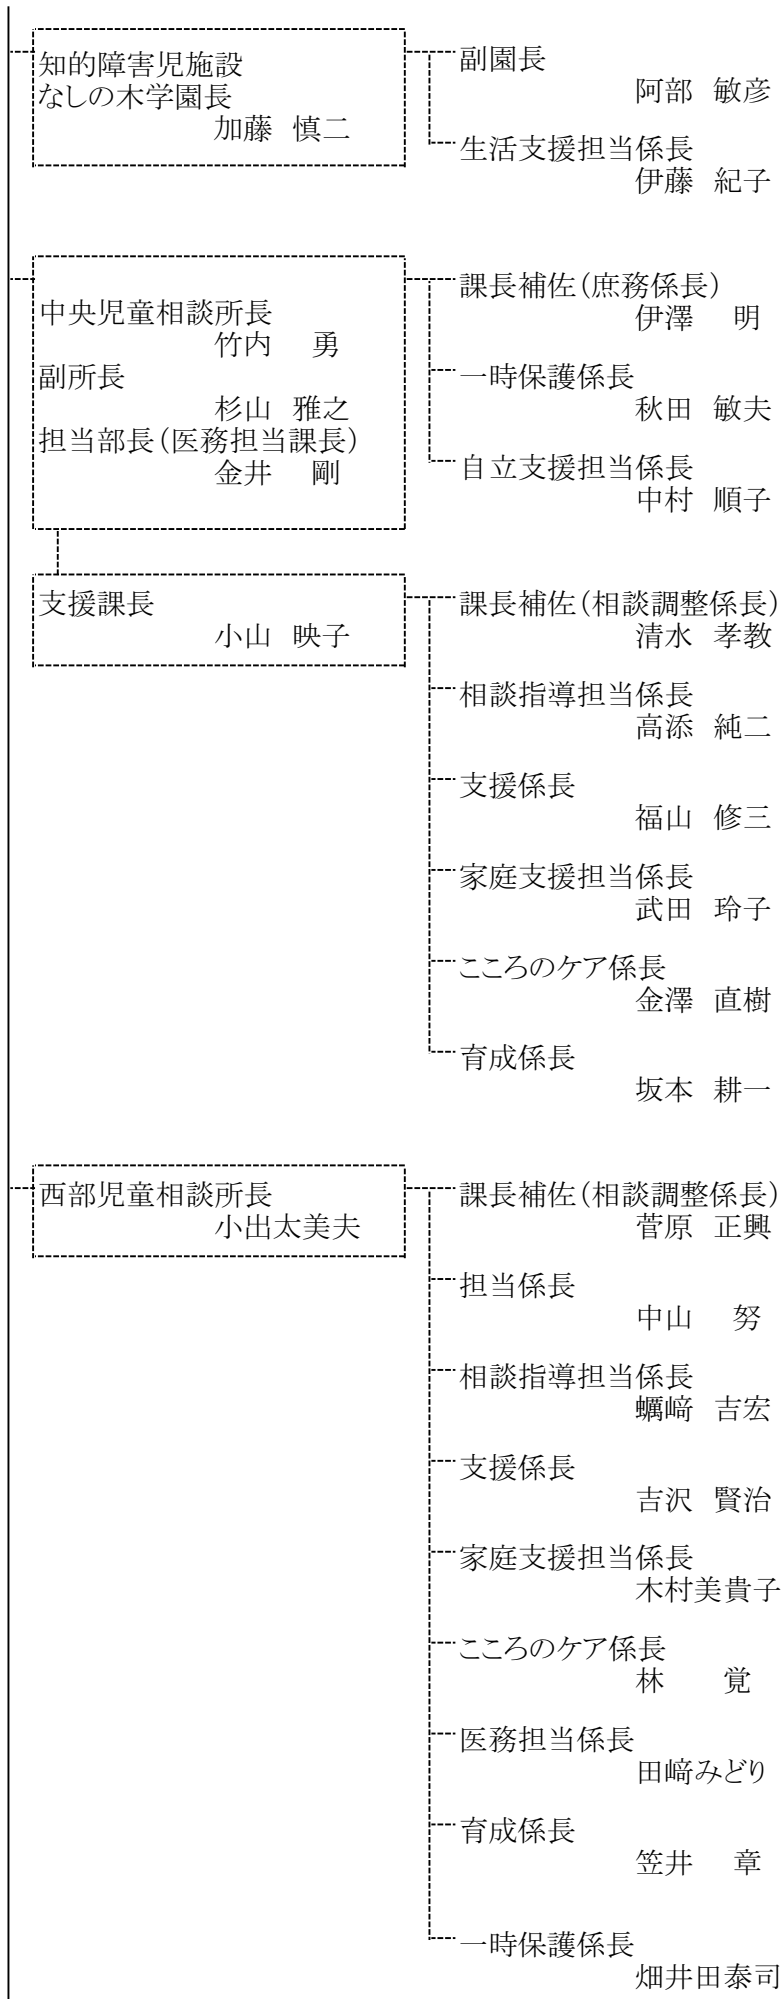 知的障害児施設
なしの木学園長
加藤 慎二
副園長
阿部 敏彦
生活支援担当係長
伊藤 紀子
中央児童相談所長
竹内 勇
副所長
杉山 雅之
担当部長(医務担当課長)
金井 剛
課長補佐(庶務係長)
伊澤 明
一時保護係長
秋田 敏夫
自立支援担当係長
中村 順子
支援課長
小山 映子
課長補佐(相談調整係長)
清水 孝教
相談指導担当係長
高添 純二
支援係長
福山 修三
家庭支援担当係長
武田 玲子
こころのケア係長
金澤 直樹
育成係長
坂本 耕一
西部児童相談所長
小出太美夫
課長補佐(相談調整係長)
菅原 正興
担当係長
中山 努
相談指導担当係長
蠣﨑 吉宏
支援係長
吉沢 賢治
家庭支援担当係長
木村美貴子
こころのケア係長
林 覚
医務担当係長
田﨑みどり
育成係長
笠井 章
一時保護係長
畑井田泰司